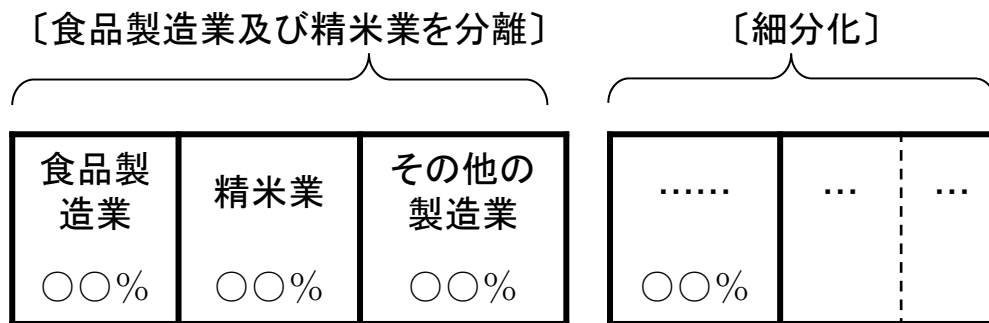 〔食品製造業及び精米業を分離〕
〔細分化〕
食品製
造業
精米業
その他の
製造業
……
…
…
○○%
○○%
○○%
○○%